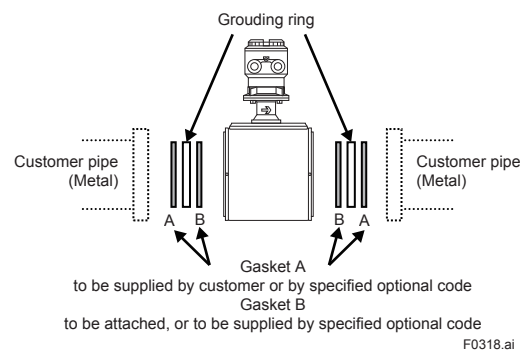 Grounding ring
Customer pipe
(Metal)
Customer pipe
(Metal)
A B B A
Gasket A
to be supplied by customer or by specified optional code
Gasket B
to be attached, or to be supplied by specified optional code
F0318.ai